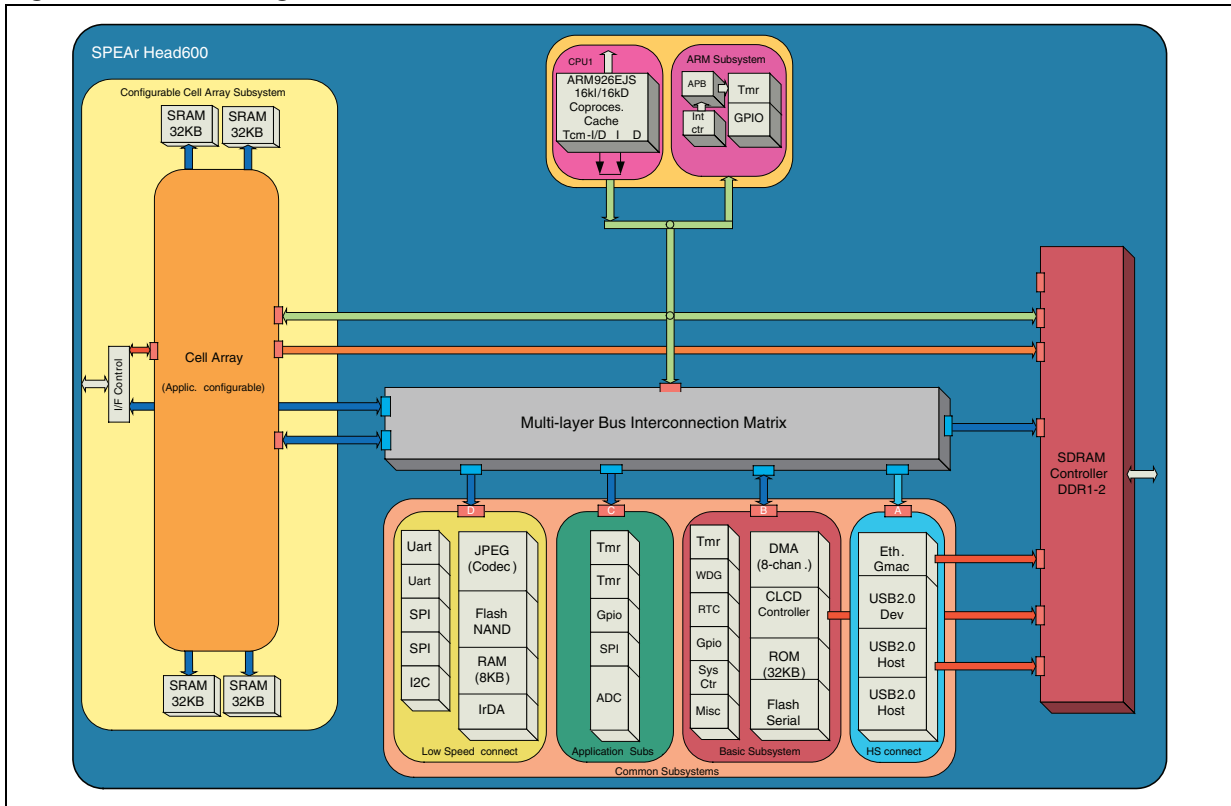 SPEAr Head600
Configurable Cell Array Subsystem
SRAM
32KB
SRAM
32KB
Cell Array
(Applic. configurable)
I/F Control
SRAM
32KB
SRAM
32KB
CPU1
ARM926EJS
16kI/16kD
Coproces.
Cache
Tcm-I/D I D
ARM Subsystem
APB
Int
ctr
Tmr
GPIO
Multi-layer Bus Interconnection Matrix
SDRAM
Controller
DDR1-2
D
Uart
Uart
SPI
SPI
I2C
JPEG
(Codec)
Flash
NAND
RAM
(8KB)
IrDA
Low Speed connect
C
Tmr
Tmr
Gpio
SPI
ADC
Application Subs
B
Tmr
WDG
RTC
Gpio
Sys
Ctr
Misc
DMA
(8-chan.)
CLCD
Controller
ROM
(32KB)
Flash
Serial
Basic Subsystem
A
Eth.
Gmac
USB2.0
Dev
USB2.0
Host
USB2.0
Host
HS connect
Common Subsystems